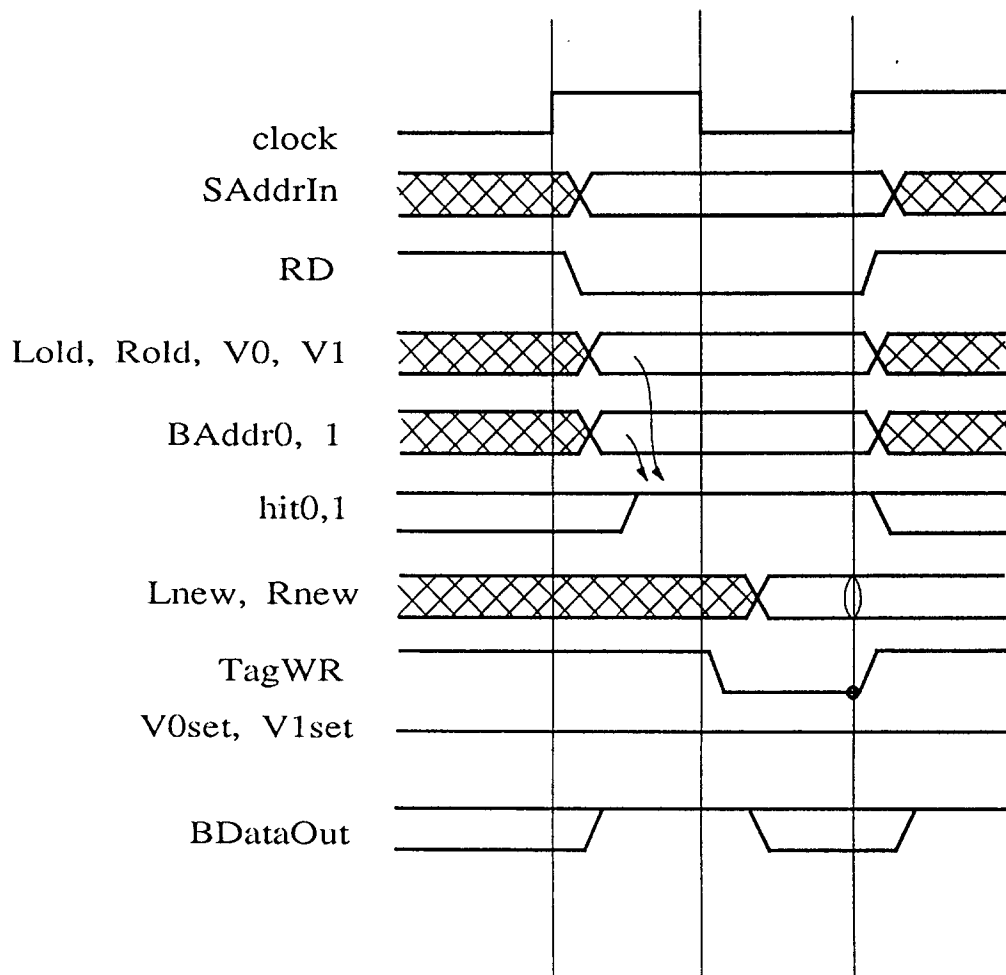 clock
SAddrIn
RD
Lold, Rold, V0, V1
BAddr0, 1
hit0,1
Lnew, Rnew
TagWR
V0set, V1set
BDataOut